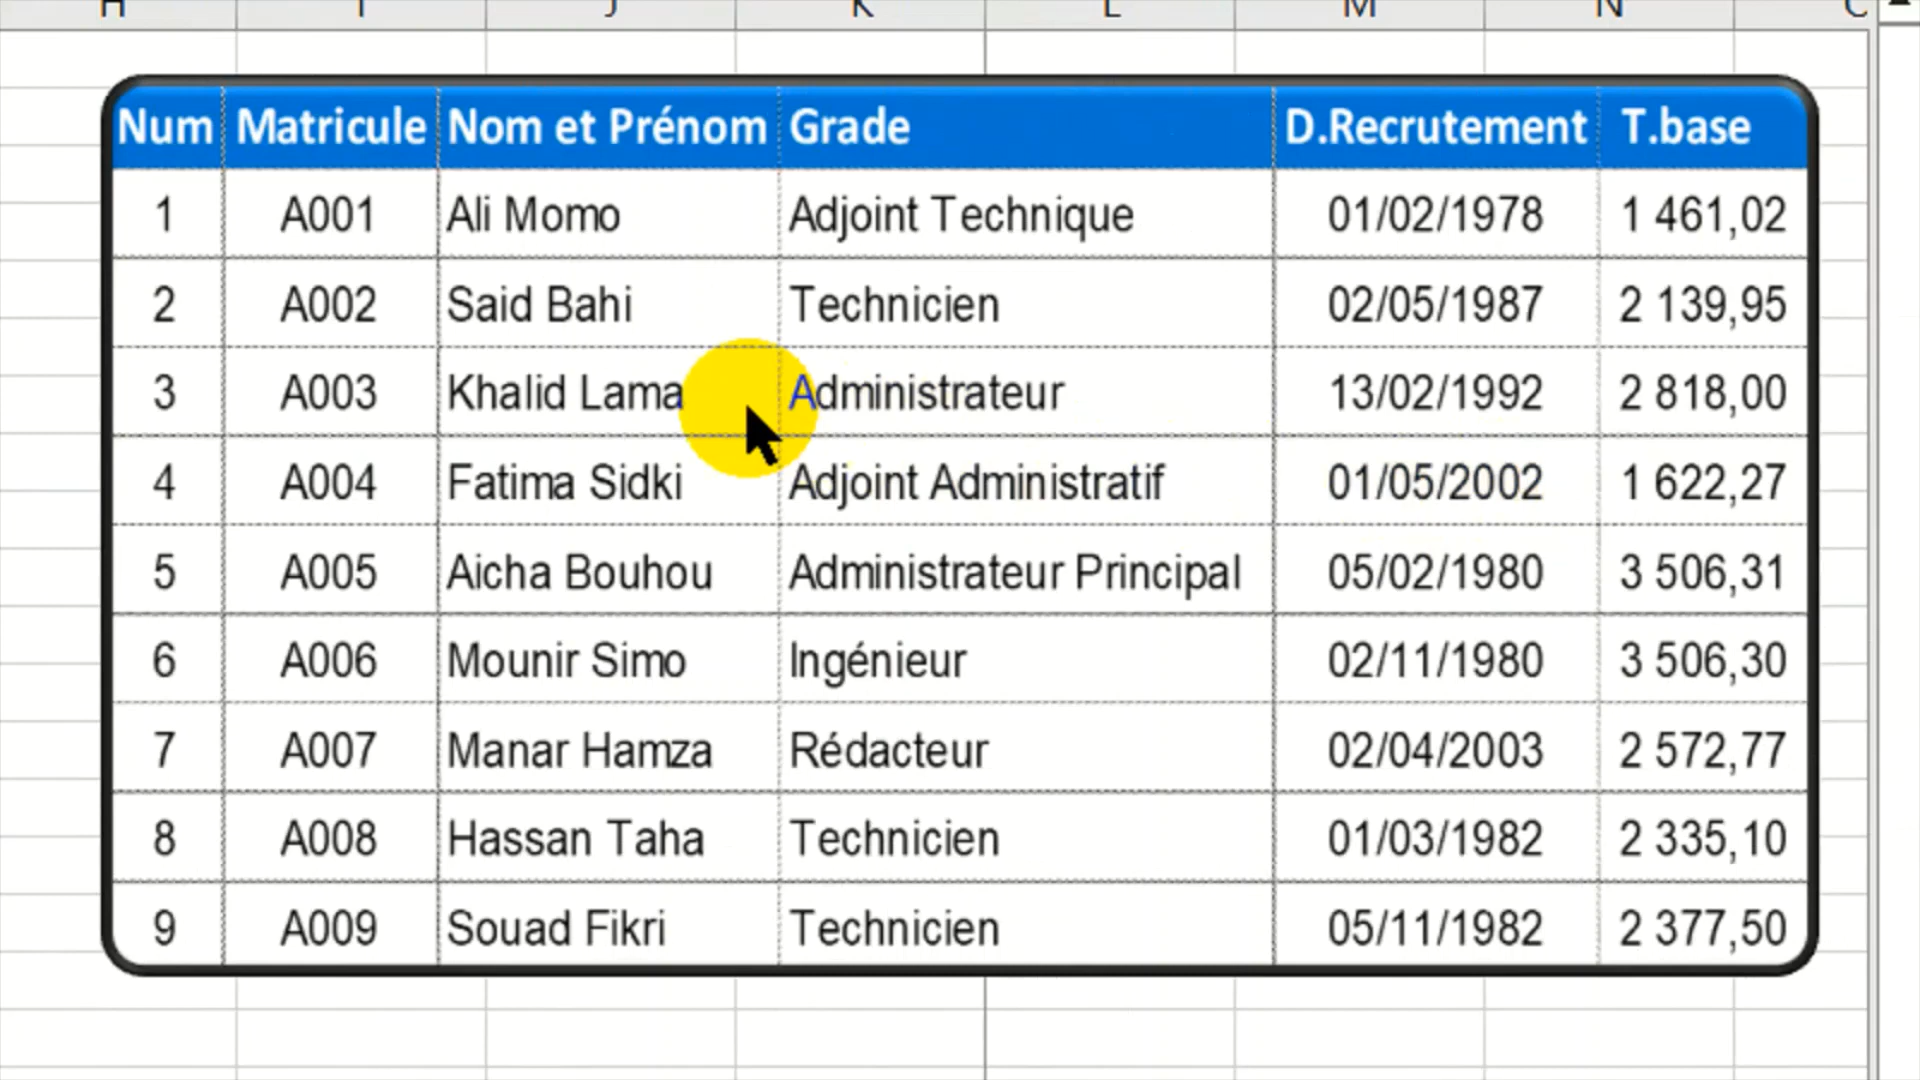 H I J K L M N
Num Matricule Nom et Prénom Grade D.Recrutement T.base
1 A001 Ali Momo Adjoint Technique 01/02/1978 1 461,02
2 A002 Said Bahi Technicien 02/05/1987 2 139,95
3 A003 Khalid Lama Administrateur 13/02/1992 2 818,00
4 A004 Fatima Sidki Adjoint Administratif 01/05/2002 1 622,27
5 A005 Aicha Bouhou Administrateur Principal 05/02/1980 3 506,31
6 A006 Mounir Simo Ingénieur 02/11/1980 3 506,30
7 A007 Manar Hamza Rédacteur 02/04/2003 2 572,77
8 A008 Hassan Taha Technicien 01/03/1982 2 335,10
9 A009 Souad Fikri Technicien 05/11/1982 2 377,50